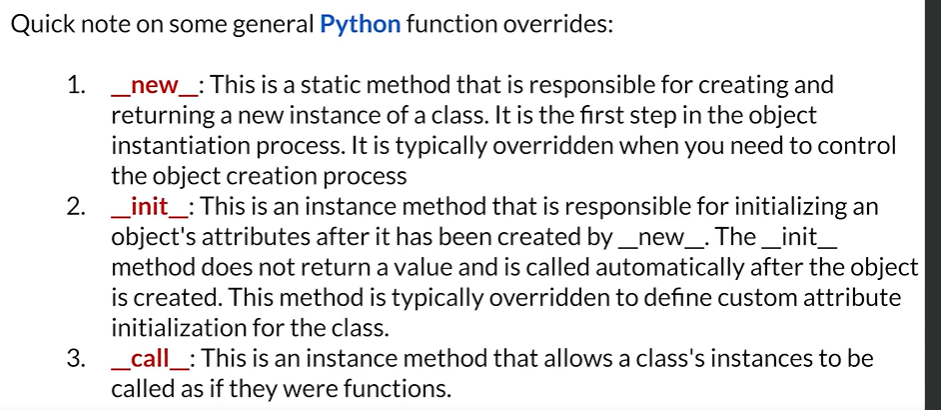 Quick note on some general Python function overrides:
1. __new__: This is a static method that is responsible for creating and
returning a new instance of a class. It is the first step in the object
instantiation process. It is typically overridden when you need to control
the object creation process
2. __init__: This is an instance method that is responsible for initializing an
object's attributes after it has been created by __new__. The __init__
method does not return a value and is called automatically after the object
is created. This method is typically overridden to define custom attribute
initialization for the class.
3. __call__: This is an instance method that allows a class's instances to be
called as if they were functions.